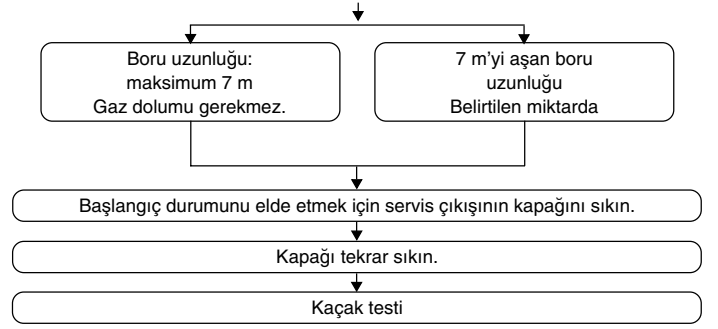 Boru uzunluğu:
maksimum 7 m
Gaz dolumu gerekmez.
7 m'yi aşan boru
uzunluğu
Belirtilen miktarda
Başlangıç durumunu elde etmek için servis çıkışının kapağını sıkın.
Kapağı tekrar sıkın.
Kaçak testi